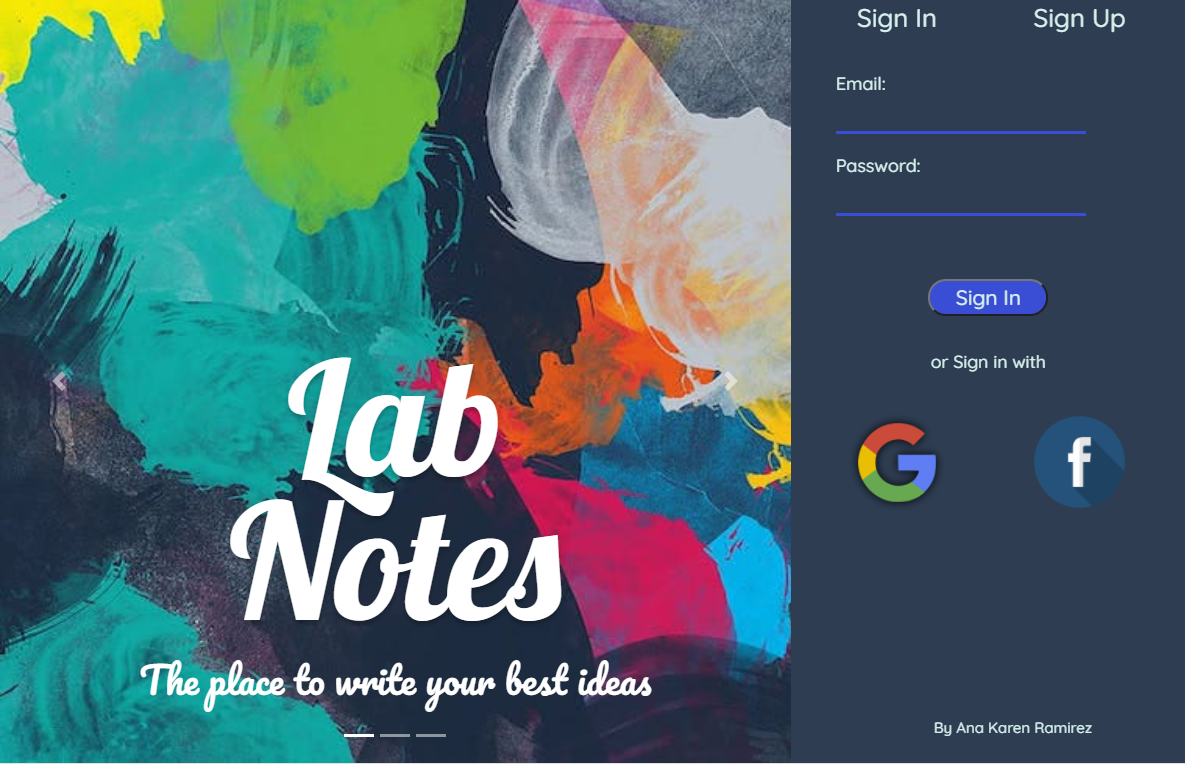 Lab
Notes
The place to write your best ideas
Sign In
Sign Up
Email:
Password:
Sign In
or Sign in with
G
f
By Ana Karen Ramirez